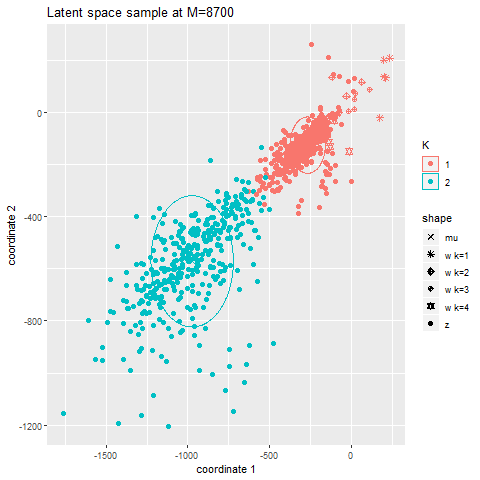 Latent space sample at M=8700
0
-400
-800
-1200
coordinate 2
-1500
-1000
-500
0
coordinate 1
K
1
2
shape
mu
w k=1
w k=2
w k=3
w k=4
z